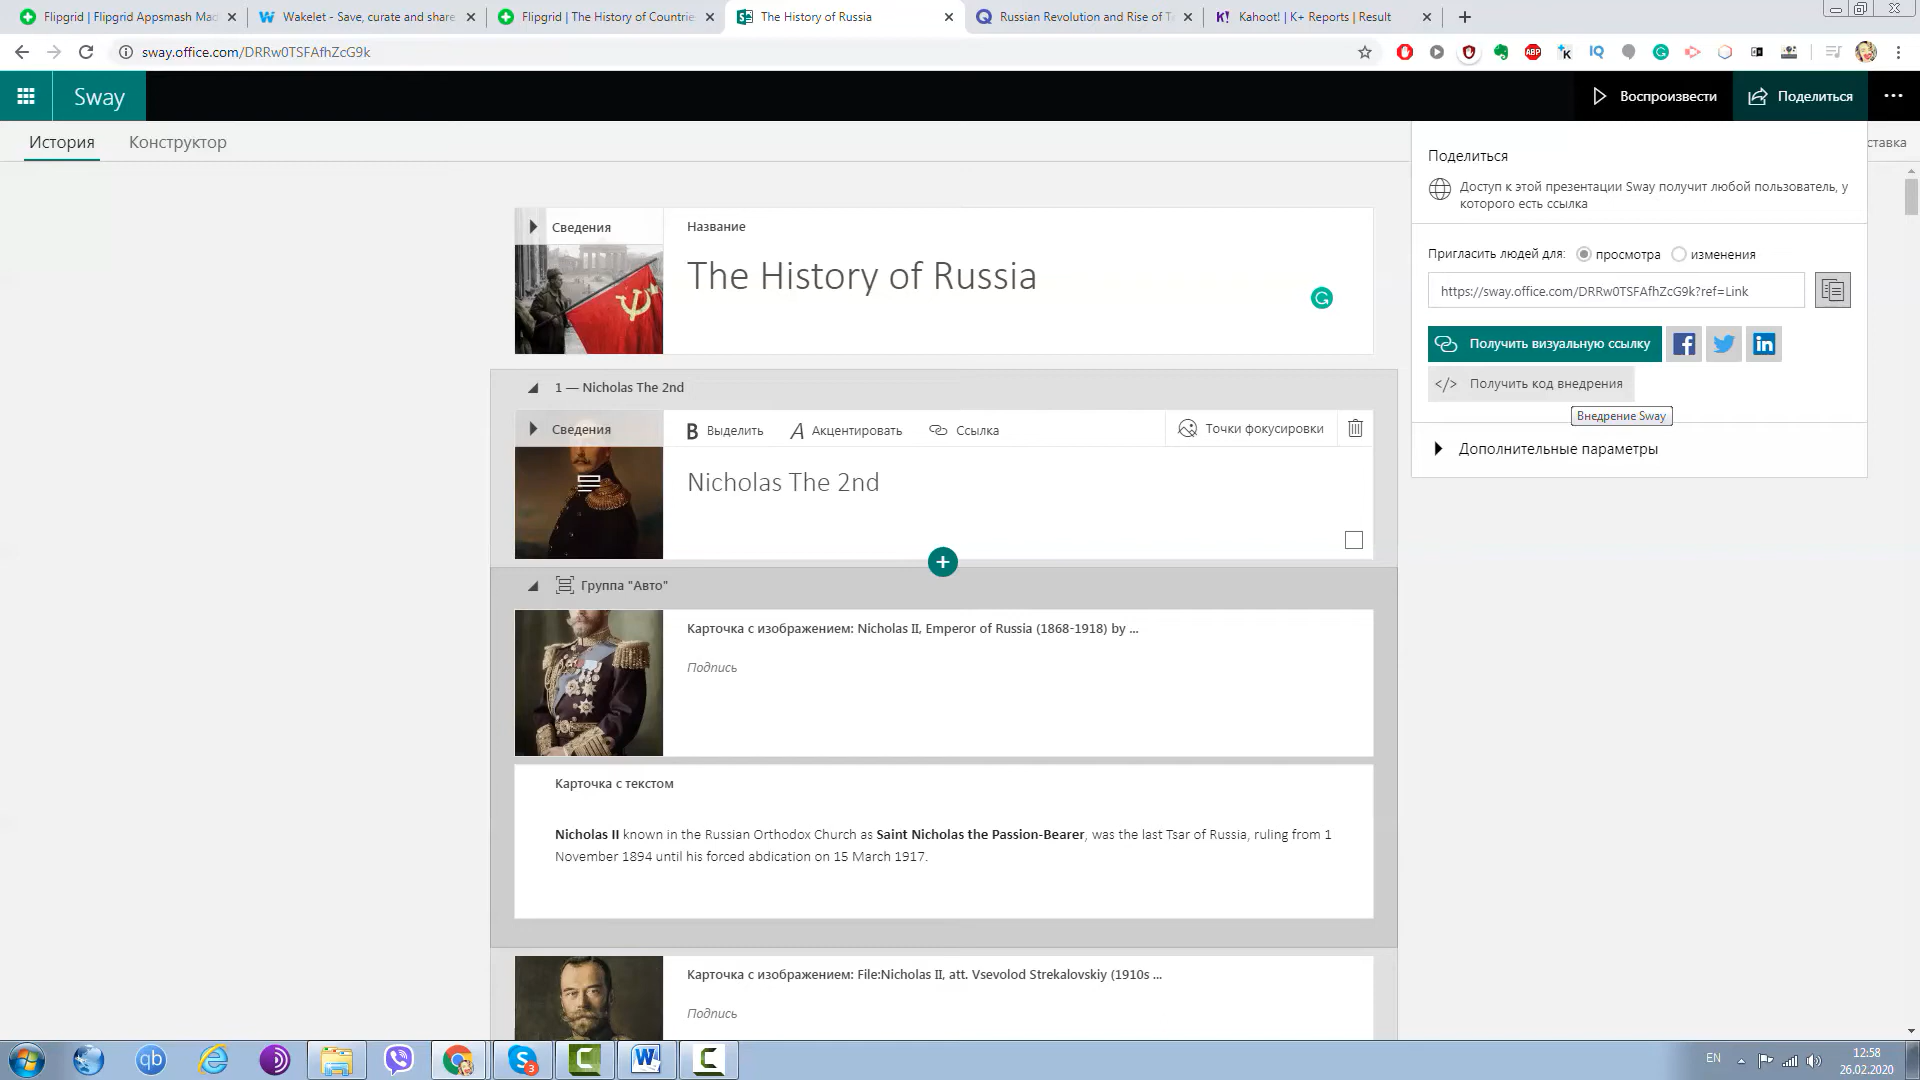 Flipgrid | Flipgrid Appsmash Mac
Wakelet - Save, curate and share
Flipgrid | The History of Countrie
The History of Russia
Russian Revolution and Rise of T
Kahoot! | K+ Reports | Result
sway.office.com/DRRw0TSFAfhZcG9k
Sway
Воспроизвести
Поделиться
История
Конструктор
ставка
Поделиться
Доступ к этой презентации Sway получит любой пользователь, у
которого есть ссылка
Пригласить людей для:
просмотра
изменения
https://sway.office.com/DRRw0TSFAfhZcG9k?ref=Link
Получить визуальную ссылку
Получить код внедрения
Внедрение Sway
Дополнительные параметры
Сведения
Название
The History of Russia
1 — Nicholas The 2nd
Сведения
B Выделить
A Акцентировать
Ссылка
Точки фокусировки
Nicholas The 2nd
Группа "Авто"
Карточка с изображением: Nicholas II, Emperor of Russia (1868-1918) by ...
Подпись
Карточка с текстом
Nicholas II known in the Russian Orthodox Church as Saint Nicholas the Passion-Bearer, was the last Tsar of Russia, ruling from 1
November 1894 until his forced abdication on 15 March 1917.
Карточка с изображением: File:Nicholas II, att. Vsevolod Strekalovskiy (1910s ...
Подпись
EN
12:58
26.02.2020